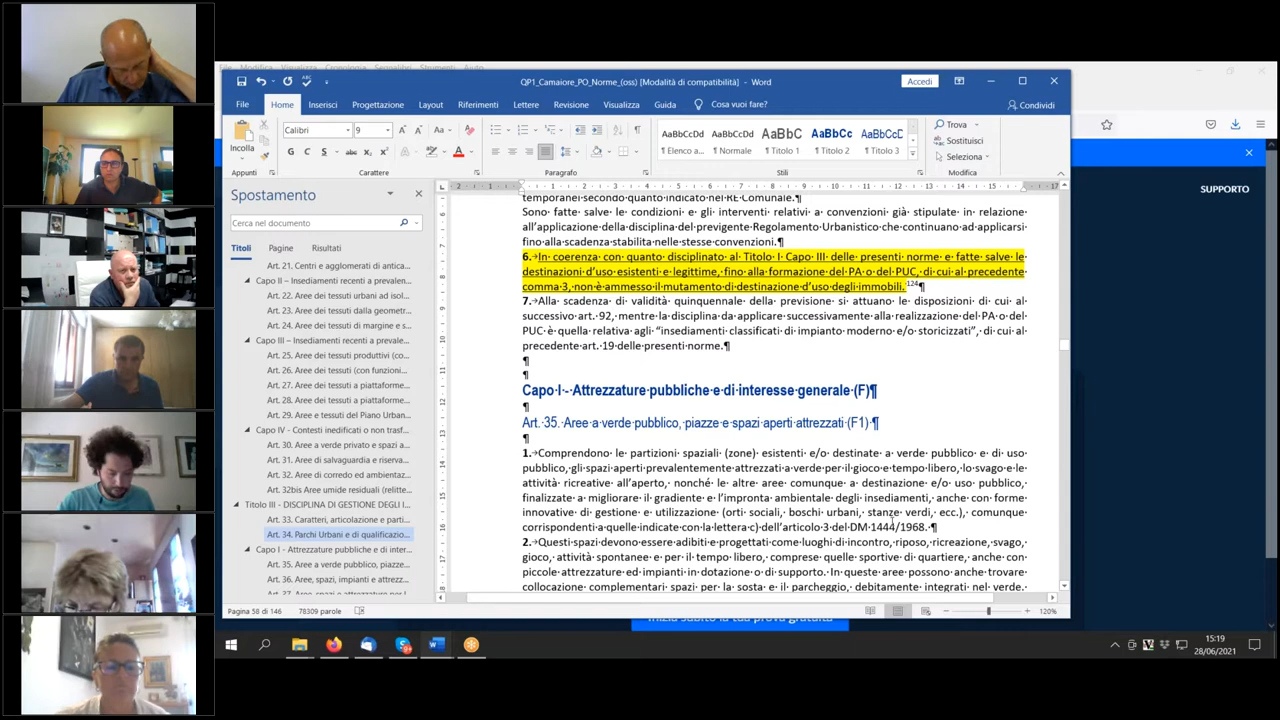 File Modifica Visualizza Cronologia Segnalibri Strumenti Aiuto
QP1_Camaiore_PO_Norme_(oss) [Modalità di compatibilità] - Word
Accedi
File Home Inserisci Progettazione Layout Riferimenti Lettere Revisione Visualizza Guida Cosa vuoi fare?
Condividi
Incolla
Calibri 9
G C S abc x₂ x²
AaBbCcDd AaBbCcDd AaBbC AaBbCc AaBbCcD
¶ Elenco a... ¶ Normale ¶ Titolo 1 ¶ Titolo 2 ¶ Titolo 3
Trova
Sostituisci
Seleziona
Appunti Carattere Paragrafo Stili Modifica
SUPPORTO
Spostamento
Cerca nel documento
Titoli Pagine Risultati
Art. 21. Centri e agglomerati di antica...
Capo II – Insediamenti recenti a prevalen...
Art. 22. Aree dei tessuti urbani ad isol...
Art. 23. Aree dei tessuti dalla geometr...
Art. 24. Aree dei tessuti di margine e s...
Capo III – Insediamenti recenti a prevalen...
Art. 25. Aree dei tessuti produttivi (co...
Art. 26. Aree dei tessuti (con funzioni...
Art. 27. Aree dei tessuti a piattaforme...
Art. 28. Aree dei tessuti a piattaforme...
Art. 29. Aree e tessuti del Piano Urban...
Capo IV - Contesti inedificati o non trasf...
Art. 30. Aree a verde privato e spazi a...
Art. 31. Aree di salvaguardia e riserva...
Art. 32. Aree di corredo ed ambientaz...
Art. 32bis Aree umide residuali (relitte...
Titolo III - DISCIPLINA DI GESTIONE DEGLI I...
Art. 33. Caratteri, articolazione e parti...
Art. 34. Parchi Urbani e di qualificazio...
Capo I - Attrezzature pubbliche e di inter...
Art. 35. Aree a verde pubblico, piazze...
Art. 36. Aree, spazi, impianti e attrezz...
temporanei secondo quanto indicato nel RE Comunale.¶
Sono fatte salve le condizioni e gli interventi relativi a convenzioni già stipulate in relazione
all'applicazione della disciplina del previgente Regolamento Urbanistico che continuano ad applicarsi
fino alla scadenza stabilita nelle stesse convenzioni.¶
6.→In coerenza con quanto disciplinato al Titolo I Capo III delle presenti norme e fatte salve le
destinazioni d'uso esistenti e legittime, fino alla formazione del PA o del PUC, di cui al precedente
comma 3, non è ammesso il mutamento di destinazione d'uso degli immobili.124¶
7.→Alla scadenza di validità quinquennale della previsione si attuano le disposizioni di cui al
successivo art. 92, mentre la disciplina da applicare successivamente alla realizzazione del PA o del
PUC è quella relativa agli “insediamenti classificati di impianto moderno e/o storicizzati”, di cui al
precedente art. 19 delle presenti norme.¶
¶
¶
Capo I - Attrezzature pubbliche e di interesse generale (F)¶
¶
Art. 35. Aree a verde pubblico, piazze e spazi aperti attrezzati (F1) ¶
¶
1.→Comprendono le partizioni spaziali (zone) esistenti e/o destinate a verde pubblico e di uso
pubblico, gli spazi aperti prevalentemente attrezzati a verde per il gioco e tempo libero, lo svago e le
attività ricreative all'aperto, nonché le altre aree comunque a destinazione e/o uso pubblico,
finalizzate a migliorare il gradiente e l'impronta ambientale degli insediamenti, anche con forme
innovative di gestione e utilizzazione (orti sociali, boschi urbani, stanze verdi, ecc.), comunque
corrispondenti a quelle indicate con la lettera c) dell'articolo 3 del DM 1444/1968. ¶
2.→Questi spazi devono essere adibiti e progettati come luoghi di incontro, riposo, ricreazione, svago,
gioco, attività spontanee e per il tempo libero, comprese quelle sportive di quartiere, anche con
piccole attrezzature ed impianti in dotazione o di supporto. In queste aree possono anche trovare
collocazione complementari spazi per la sosta e il parcheggio, debitamente integrati nel verde.
Pagina 58 di 146 78309 parole
120%
Inizia subito la tua prova gratuita
15:19
28/06/2021